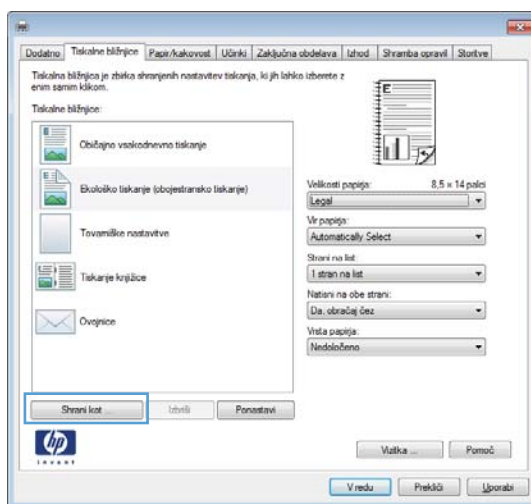 Dodatno Tiskalne bližnjice Papir/kakovost Učinki Zaključna obdelava Izhod Shramba opravil Storitve
Tiskalna bližnjica je zbirka shranjenih nastavitev tiskanja, ki jih lahko izberete z
enim samim klikom.
Tiskalne bližnjice:
Običajno vsakodnevno tiskanje
Ekološko tiskanje (obojestransko tiskanje)
Tovarniške nastavitve
Tiskanje knjižice
Ovojnice
E
Velikosti papirja: 8,5 × 14 palci
Legal
Vir papirja:
Automatically Select
Strani na list:
1 stran na list
Natisni na obe strani:
Da, obračaj čez
Vrsta papirja:
Nedoločeno
Shrani kot ... Izbriši Ponastavi
hp
invent
Vizitka ... Pomoč
V redu Prekliči Uporabi